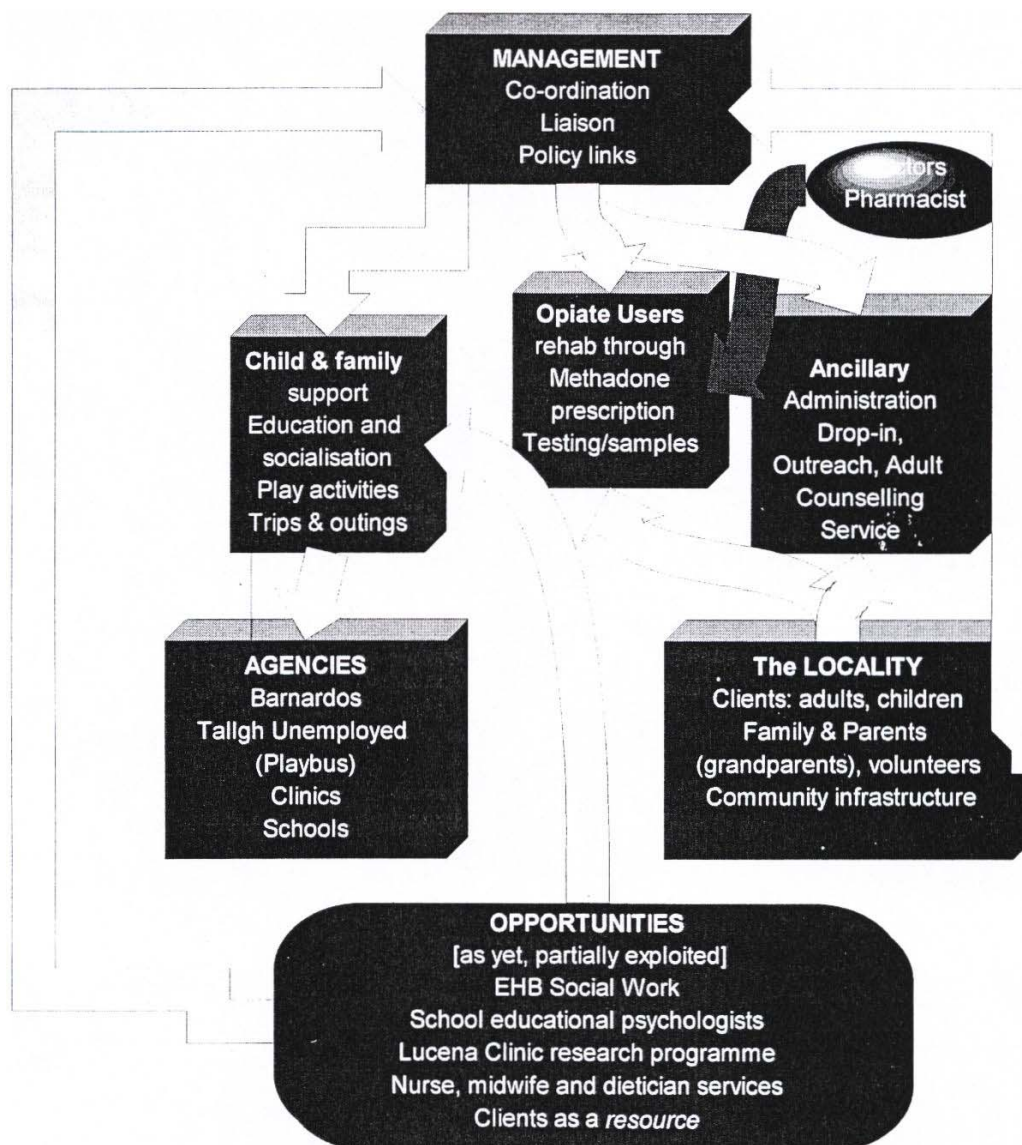 MANAGEMENT
Co-ordination
Liaison
Policy links
Pharmacist
Opiate Users
rehab through
Methadone
prescription
Testing/samples
Child & family
support
Education and
socialisation
Play activities
Trips & outings
Ancillary
Administration
Drop-in,
Outreach, Adult
Counselling
Service
AGENCIES
Barnardos
Tallgh Unemployed
(Playbus)
Clinics
Schools
The LOCALITY
Clients: adults, children
Family & Parents
(grandparents), volunteers
Community infrastructure
OPPORTUNITIES
[as yet, partially exploited]
EHB Social Work
School educational psychologists
Lucena Clinic research programme
Nurse, midwife and dietician services
Clients as a resource